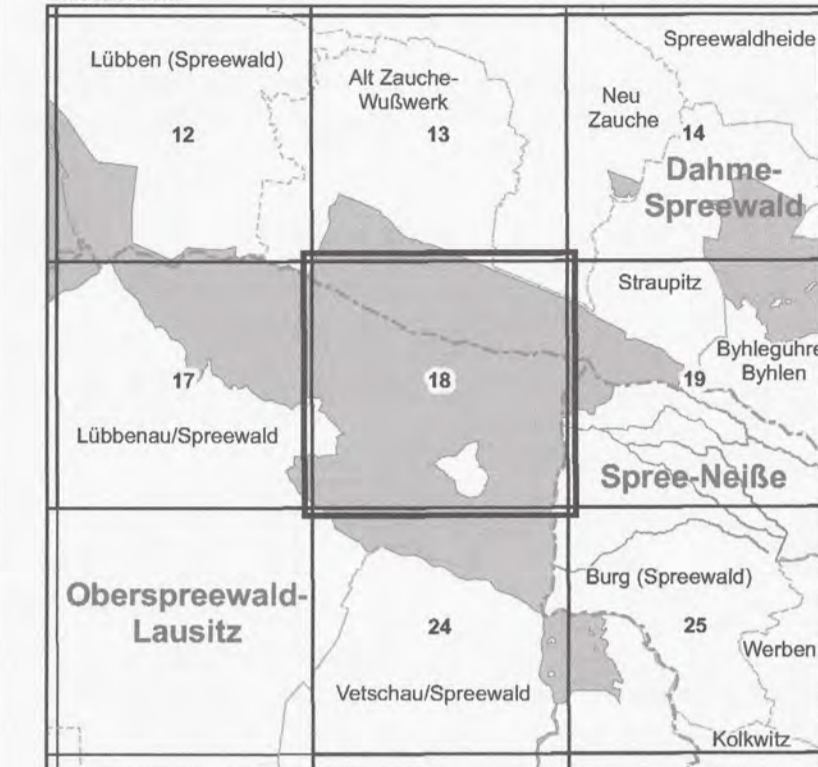 Lübben (Spreewald)
12
Alt Zauche-
Wußwerk
13
Spreewaldheide
Neu
Zauche
14
Dahme-
Spreewald
17
Lübbenau/Spreewald
18
Straupitz
Byhleguhre
Byhlen
19
Spree-Neiße
Oberspreewald-
Lausitz
24
Vetschau/Spreewald
Burg (Spreewald)
25
Werben
Kolkwitz